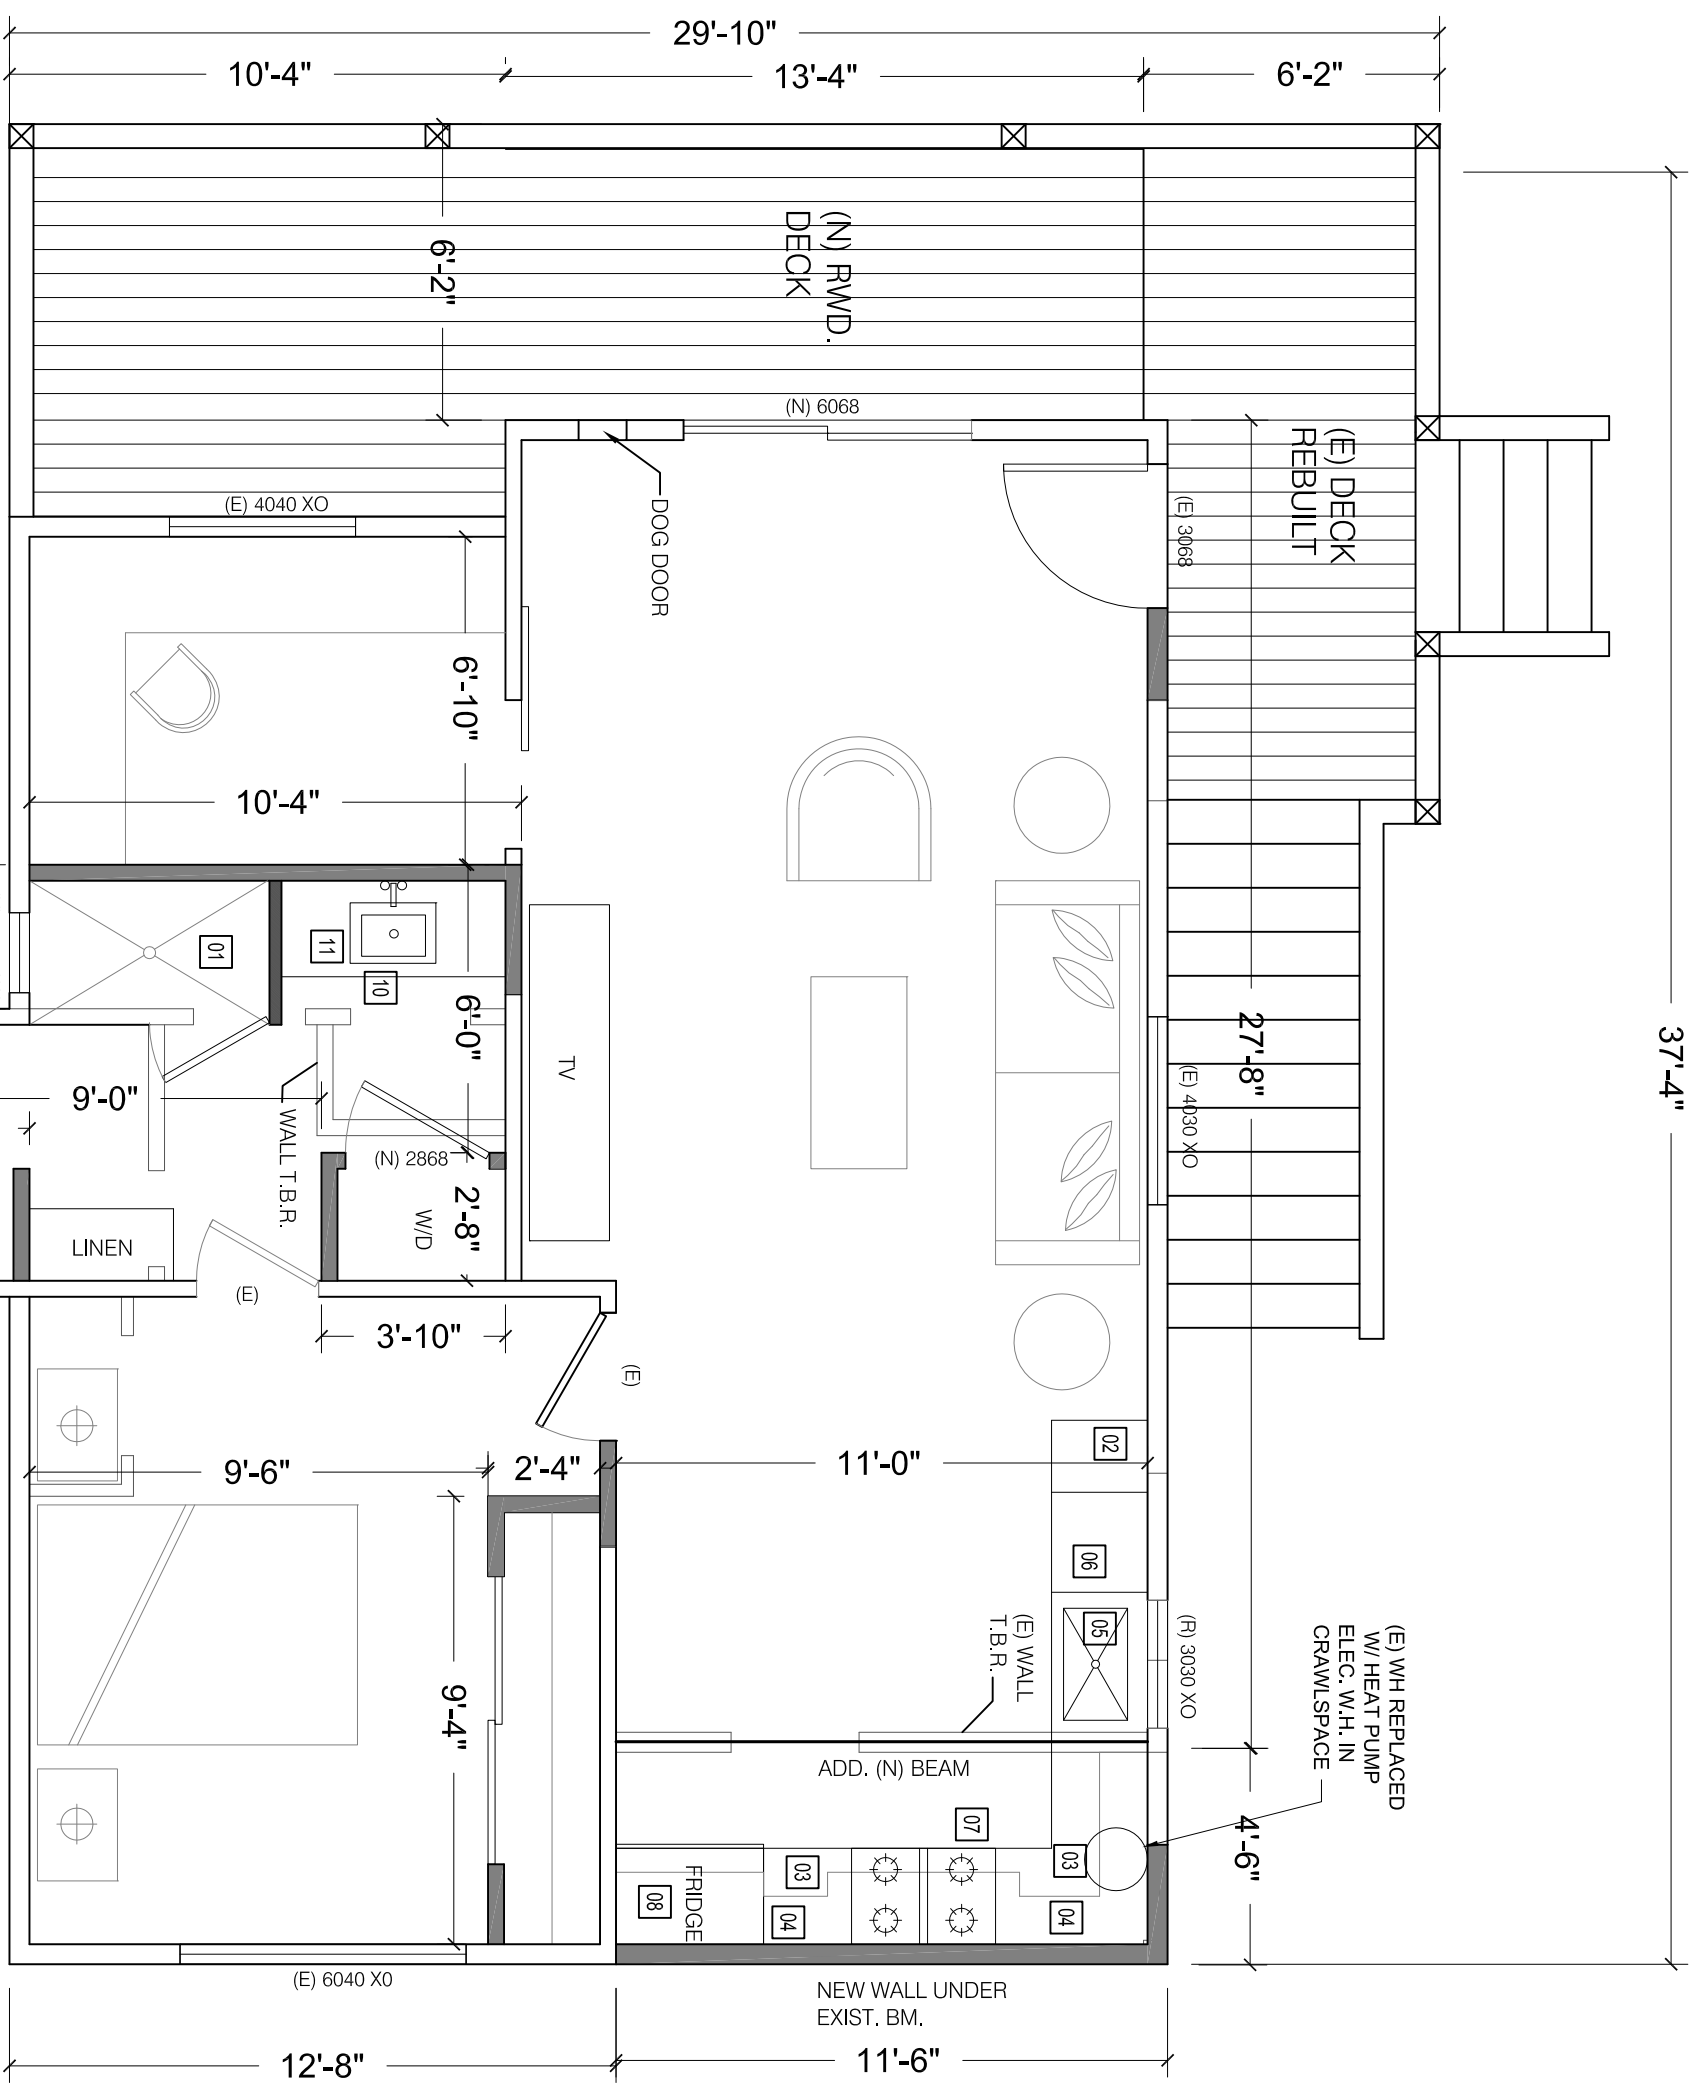 29'-10"
10'-4"
13'-4"
6'-2"
6'-2"
(N) RWD.
DECK
(N) 6068
(E) DECK
REBUILT
(E) 4040 XO
(E) 3068
DOG DOOR
6'-10"
10'-4"
01
11
10
6'-0"
TV
27'-8"
37'-4"
(E) 4030 XO
9'-0"
WALL T.B.R.
(N) 2868
2'-8"
W/D
LINEN
(E)
3'-10"
(E)
9'-6"
2'-4"
11'-0"
02
06
05
(E) WALL
T.B.R.
(R) 3030 XO
(E) WH REPLACED
W/ HEAT PUMP
ELEC. W.H. IN
CRAWLSPACE
9'-4"
ADD. (N) BEAM
07
03
03
4'-6"
FRIDGE
08
04
04
(E) 6040 X0
NEW WALL UNDER
EXIST. BM.
12'-8"
11'-6"